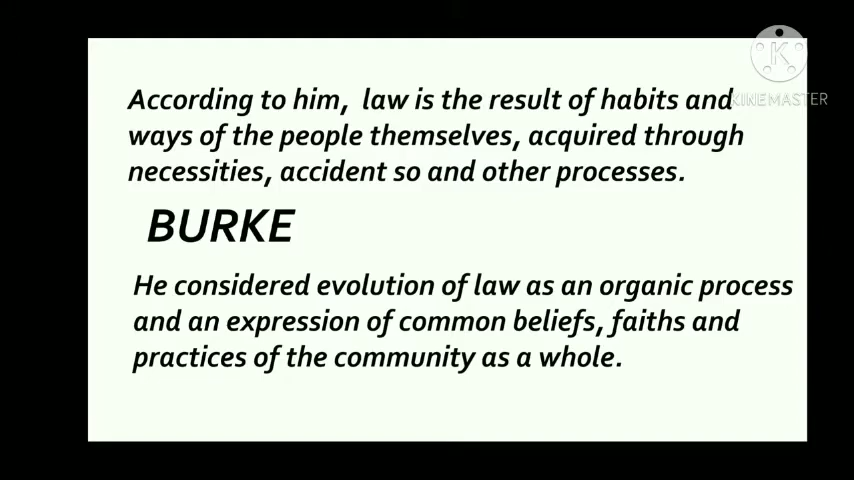 According to him, law is the result of habits and
ways of the people themselves, acquired through
necessities, accident so and other processes.
BURKE
He considered evolution of law as an organic process
and an expression of common beliefs, faiths and
practices of the community as a whole.
K
KINEMASTER